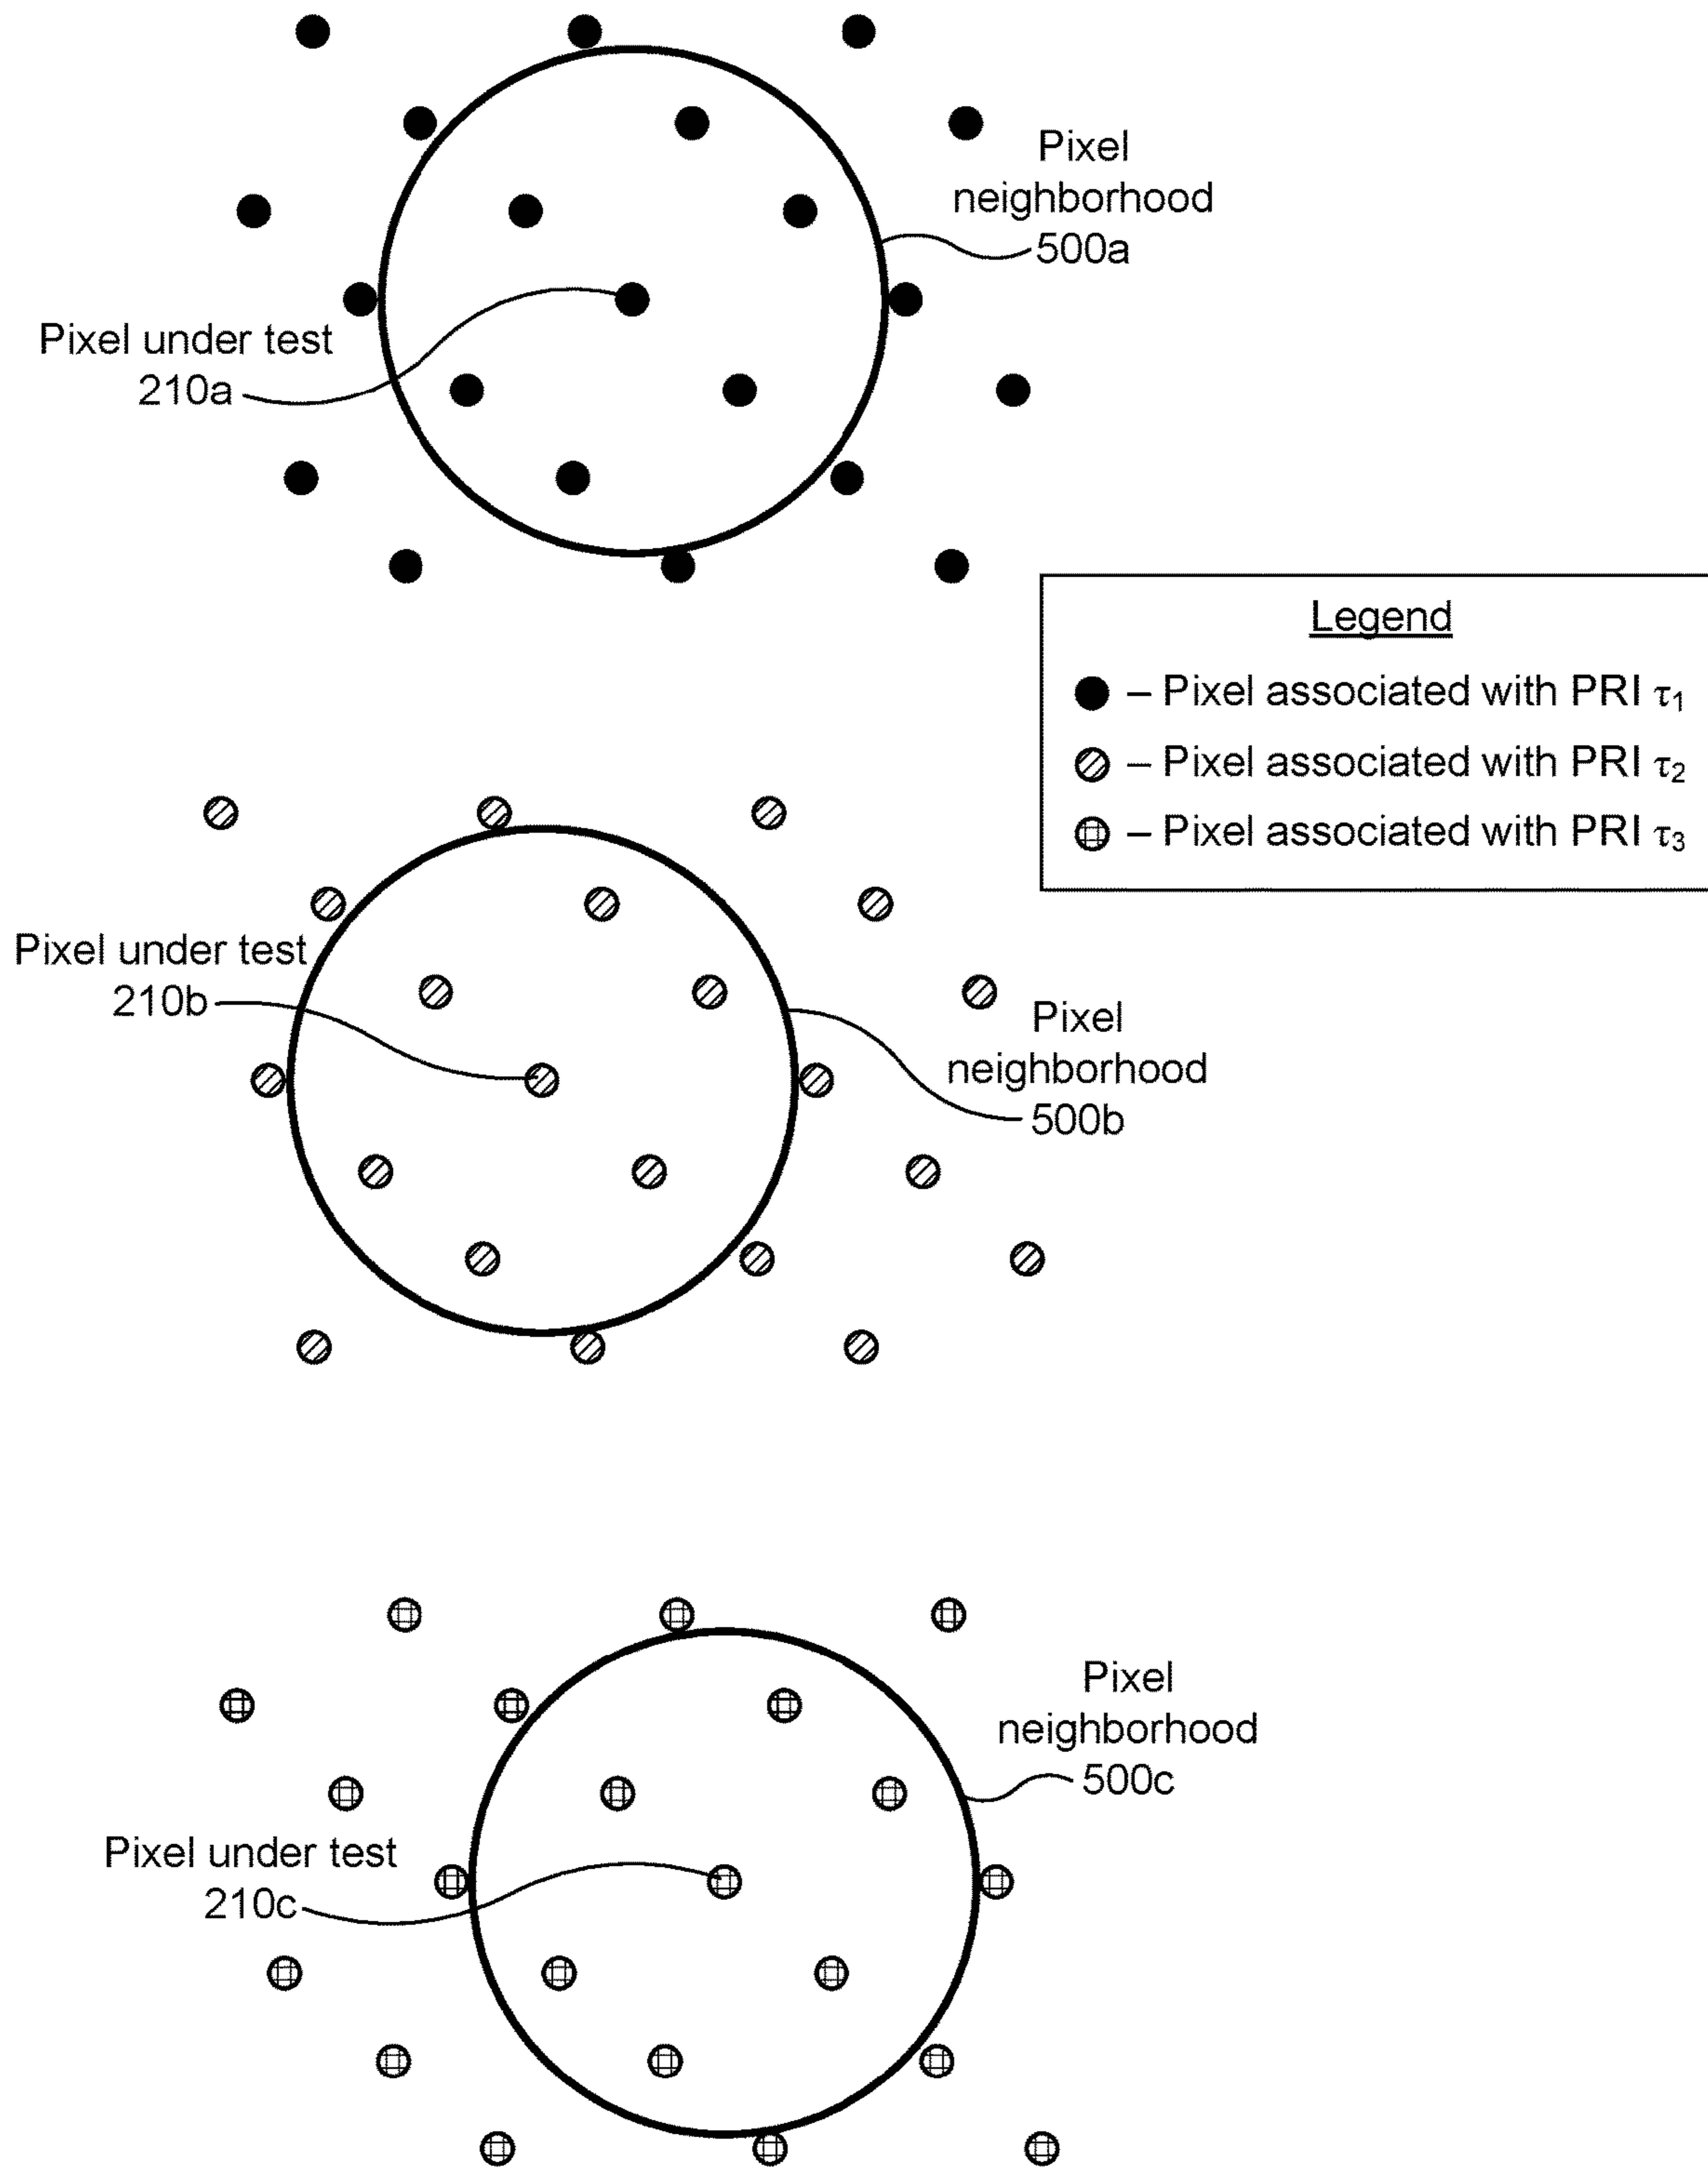 Pixel
neighborhood
500a
Pixel under test
210a
Legend
– Pixel associated with PRI τ₁
– Pixel associated with PRI τ₂
– Pixel associated with PRI τ₃
Pixel under test
210b
Pixel
neighborhood
500b
Pixel
neighborhood
500c
Pixel under test
210c